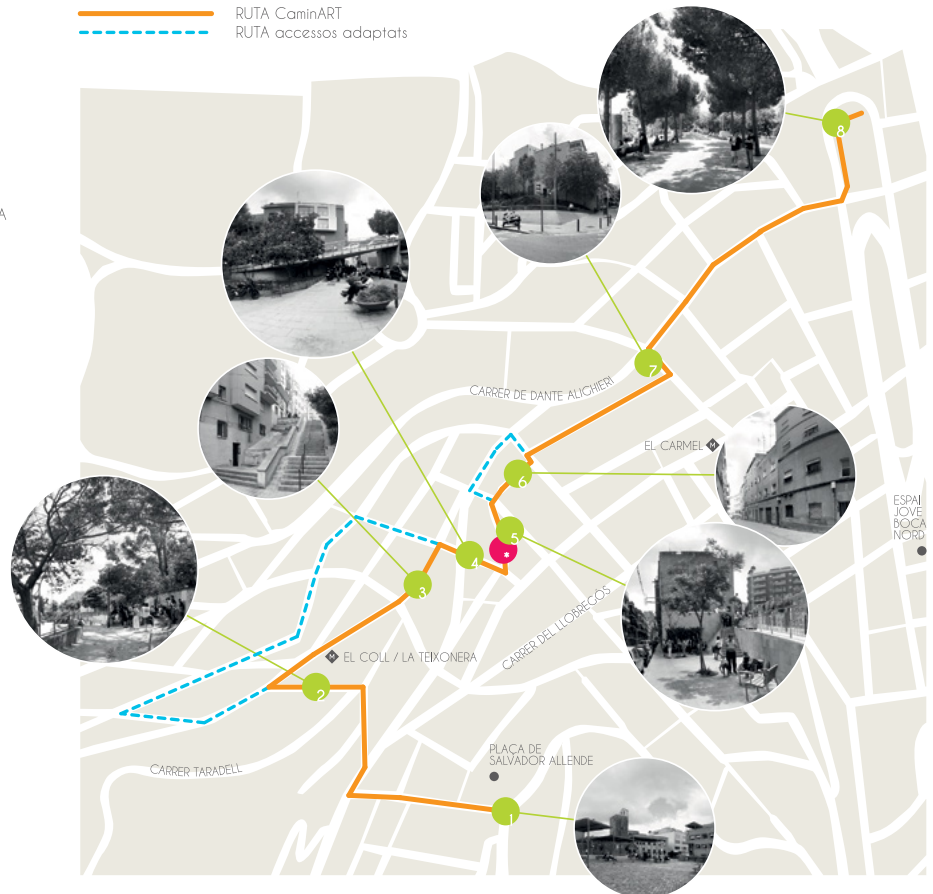 RUTA CaminART
RUTA accessos adaptats
A
8
7
CARRER DE DANTE ALIGHIERI
EL CARMEL M
6
ESPAI
JOVE
BOCA
NORD
5
*
4
3
CARRER DEL LLOBREGÓS
M EL COLL / LA TEIXONERA
2
PLAÇA DE
SALVADOR ALLENDE
CARRER TARADELL
1